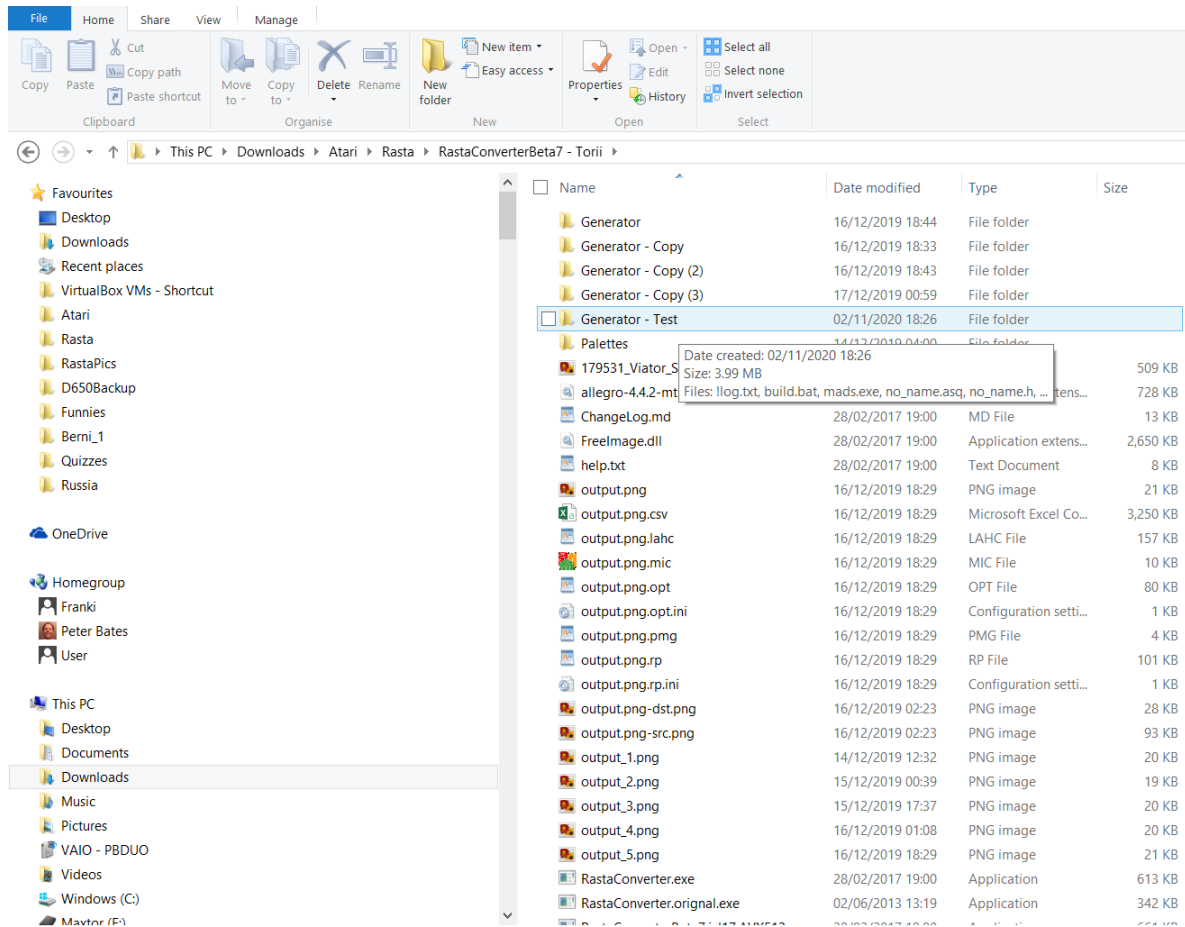 File Home Share View Manage
Copy
Paste
Cut
Copy path
Paste shortcut
Clipboard
Move to
Copy to
Delete
Rename
Organise
New folder
New item
Easy access
New
Properties
Open
Edit
History
Open
Select all
Select none
Invert selection
Select
This PC Downloads Atari Rasta RastaConverterBeta7 - Torii
Favourites
Desktop
Downloads
Recent places
VirtualBox VMs - Shortcut
Atari
Rasta
RastaPics
D650Backup
Funnies
Berni_1
Quizzes
Russia
OneDrive
Homegroup
Franki
Peter Bates
User
This PC
Desktop
Documents
Downloads
Music
Pictures
VAIO - PBDUO
Videos
Windows (C:)
Maxtor (F:)
Name Date modified Type Size
Generator 16/12/2019 18:44 File folder
Generator - Copy 16/12/2019 18:33 File folder
Generator - Copy (2) 16/12/2019 18:43 File folder
Generator - Copy (3) 17/12/2019 00:59 File folder
Generator - Test 02/11/2020 18:26 File folder
Palettes 14/12/2019 04:00 File folder
Date created: 02/11/2020 18:26
Size: 3.99 MB
Files: !log.txt, build.bat, mads.exe, no_name.asq, no_name.h, ...
179531_Viator_S 509 KB
allegro-4.4.2-mt tens... 728 KB
ChangeLog.md 28/02/2017 19:00 MD File 13 KB
FreeImage.dll 28/02/2017 19:00 Application extens... 2,650 KB
help.txt 28/02/2017 19:00 Text Document 8 KB
output.png 16/12/2019 18:29 PNG image 21 KB
output.png.csv 16/12/2019 18:29 Microsoft Excel Co... 3,250 KB
output.png.lahc 16/12/2019 18:29 LAHC File 157 KB
output.png.mic 16/12/2019 18:29 MIC File 10 KB
output.png.opt 16/12/2019 18:29 OPT File 80 KB
output.png.opt.ini 16/12/2019 18:29 Configuration setti... 1 KB
output.png.pmg 16/12/2019 18:29 PMG File 4 KB
output.png.rp 16/12/2019 18:29 RP File 101 KB
output.png.rp.ini 16/12/2019 18:29 Configuration setti... 1 KB
output.png-dst.png 16/12/2019 02:23 PNG image 28 KB
output.png-src.png 16/12/2019 02:23 PNG image 93 KB
output_1.png 14/12/2019 12:32 PNG image 20 KB
output_2.png 15/12/2019 00:39 PNG image 19 KB
output_3.png 15/12/2019 17:37 PNG image 20 KB
output_4.png 16/12/2019 01:08 PNG image 20 KB
output_5.png 16/12/2019 18:29 PNG image 21 KB
RastaConverter.exe 28/02/2017 19:00 Application 613 KB
RastaConverter.orignal.exe 02/06/2013 13:19 Application 342 KB